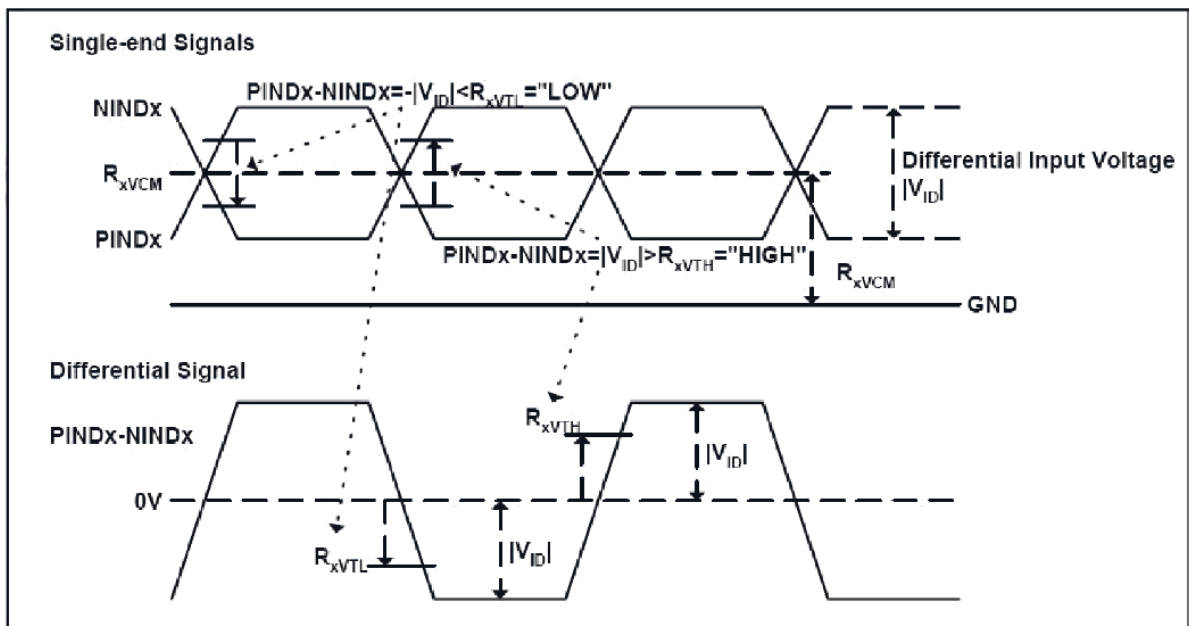 Single-end Signals
PINDx-NINDx=-|VID|<RxVTL="LOW"
NINDx
Differential Input Voltage
|VID|
RxVCM
PINDx
PINDx-NINDx=|VID|>RxVTH="HIGH"
RxVCM
GND
Differential Signal
RxVTH
PINDx-NINDx
|VID|
0V
RxVTL
|VID|